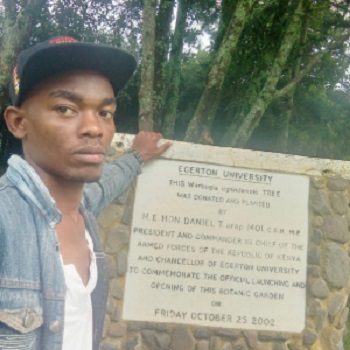 EGERTON UNIVERSITY
THIS Warburgia ugandensis TREE
WAS DONATED AND PLANTED
BY
H.E HON. DANIEL T. arap MOI C.G.H. M.P.
PRESIDENT AND COMMANDER IN CHIEF OF THE
ARMED FORCES OF THE REPUBLIC OF KENYA
AND CHANCELLOR OF EGERTON UNIVERSITY
TO COMMEMORATE THE OFFICIAL LAUNCHING AND
OPENING OF THIS BOTANIC GARDEN
ON
FRIDAY OCTOBER 25 2002